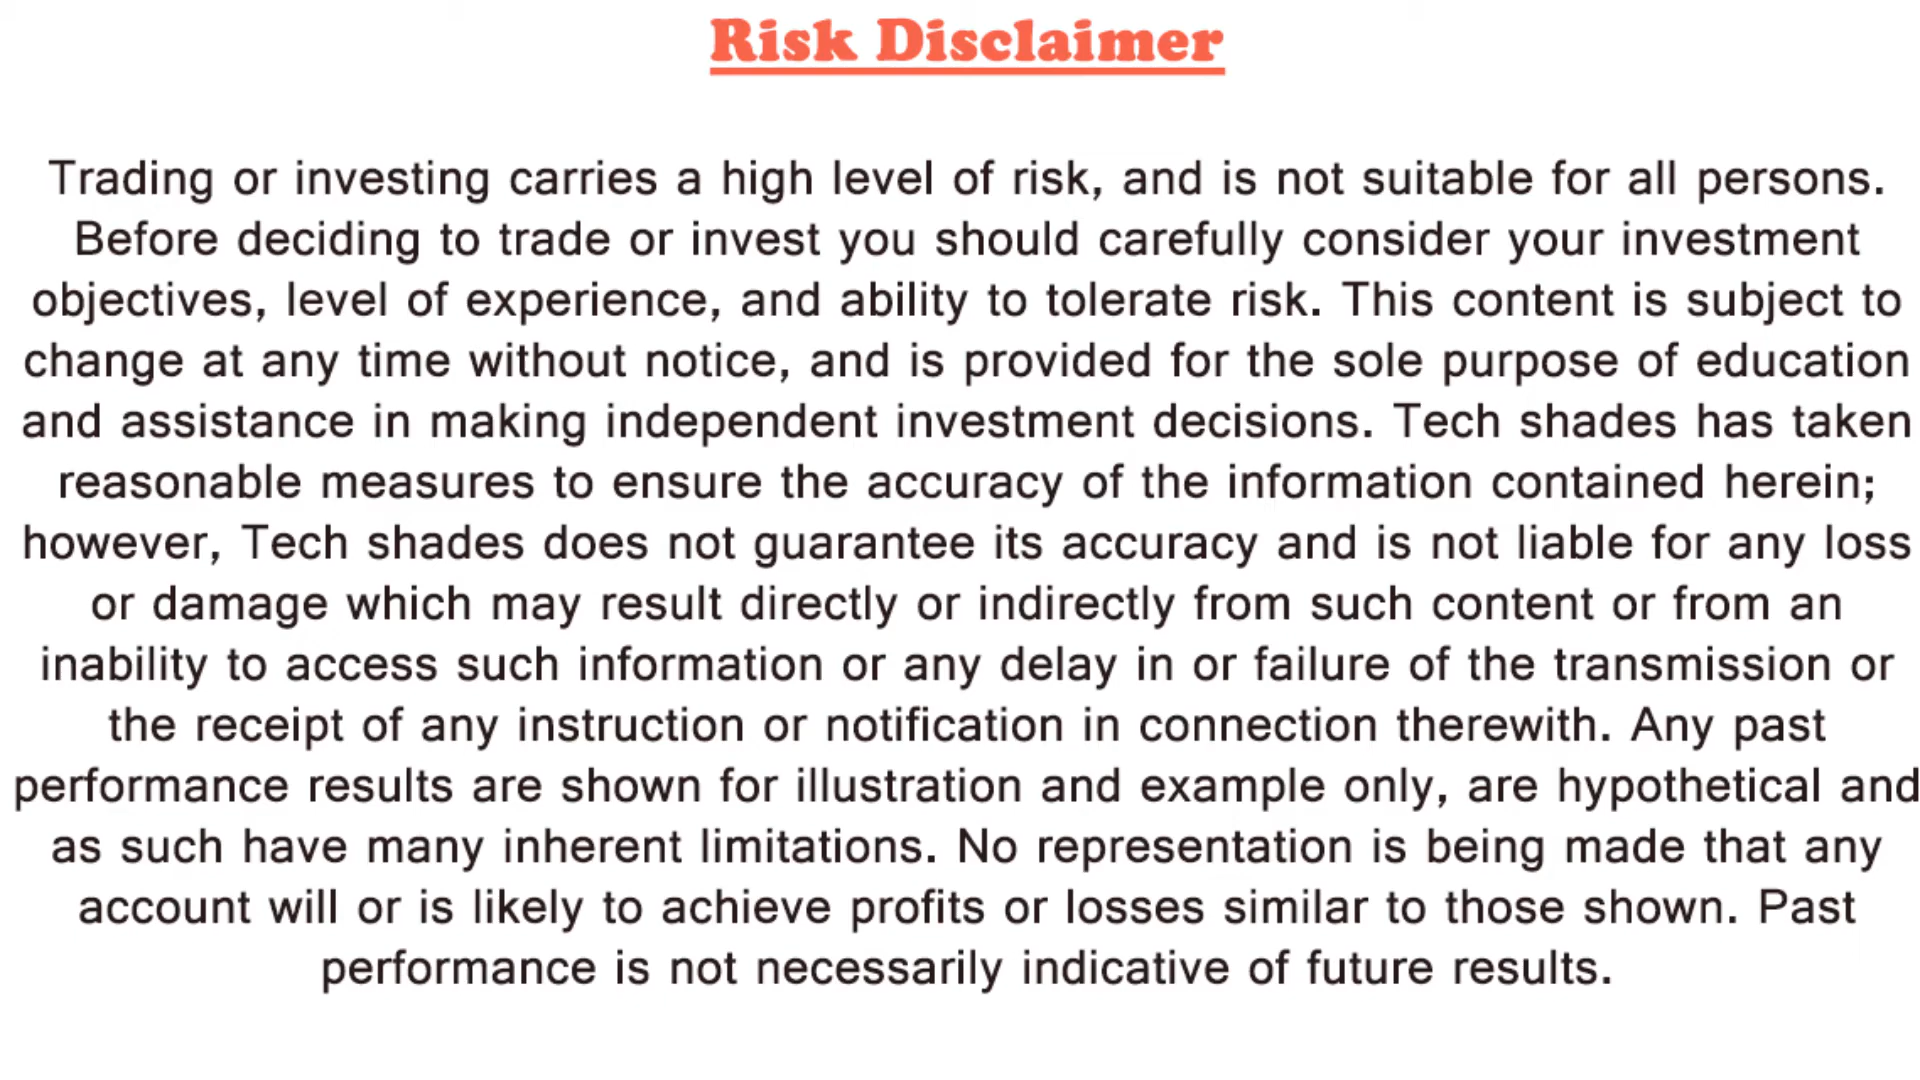 Risk Disclaimer
Trading or investing carries a high level of risk, and is not suitable for all persons.
Before deciding to trade or invest you should carefully consider your investment
objectives, level of experience, and ability to tolerate risk. This content is subject to
change at any time without notice, and is provided for the sole purpose of education
and assistance in making independent investment decisions. Tech shades has taken
reasonable measures to ensure the accuracy of the information contained herein;
however, Tech shades does not guarantee its accuracy and is not liable for any loss
or damage which may result directly or indirectly from such content or from an
inability to access such information or any delay in or failure of the transmission or
the receipt of any instruction or notification in connection therewith. Any past
performance results are shown for illustration and example only, are hypothetical and
as such have many inherent limitations. No representation is being made that any
account will or is likely to achieve profits or losses similar to those shown. Past
performance is not necessarily indicative of future results.